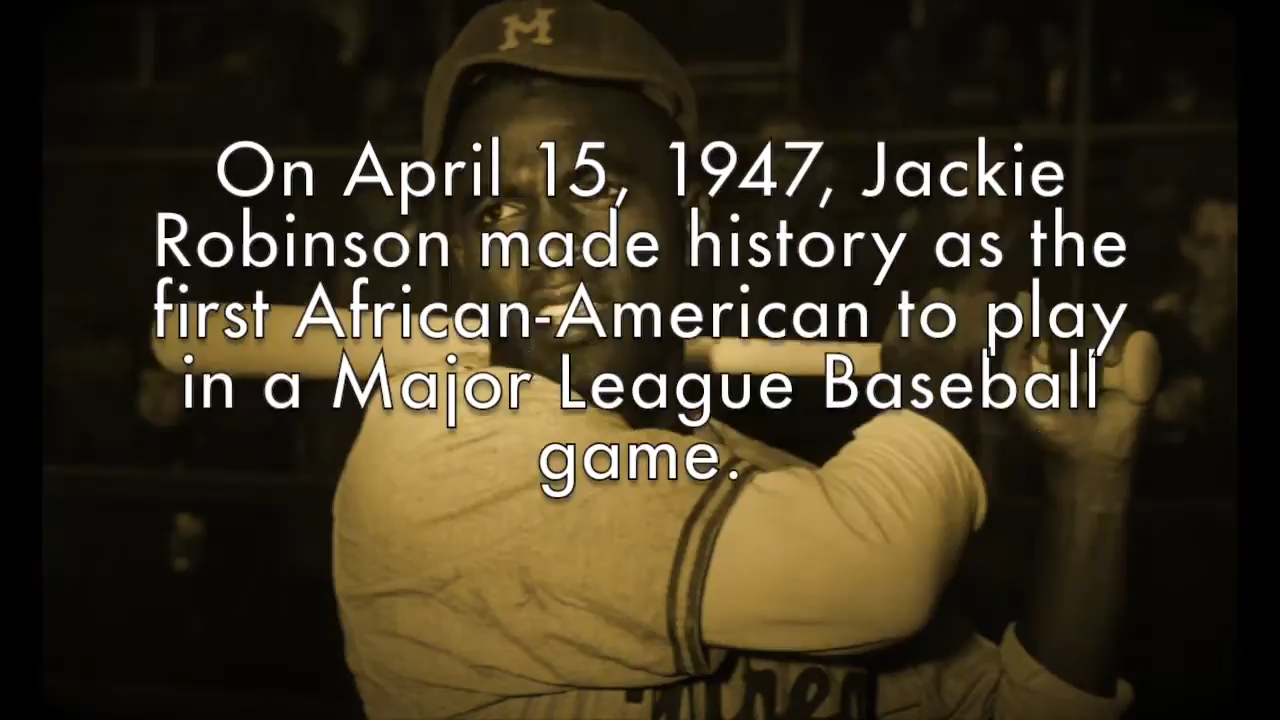 M
On April 15, 1947, Jackie
Robinson made history as the
first African-American to play
in a Major League Baseball
game.